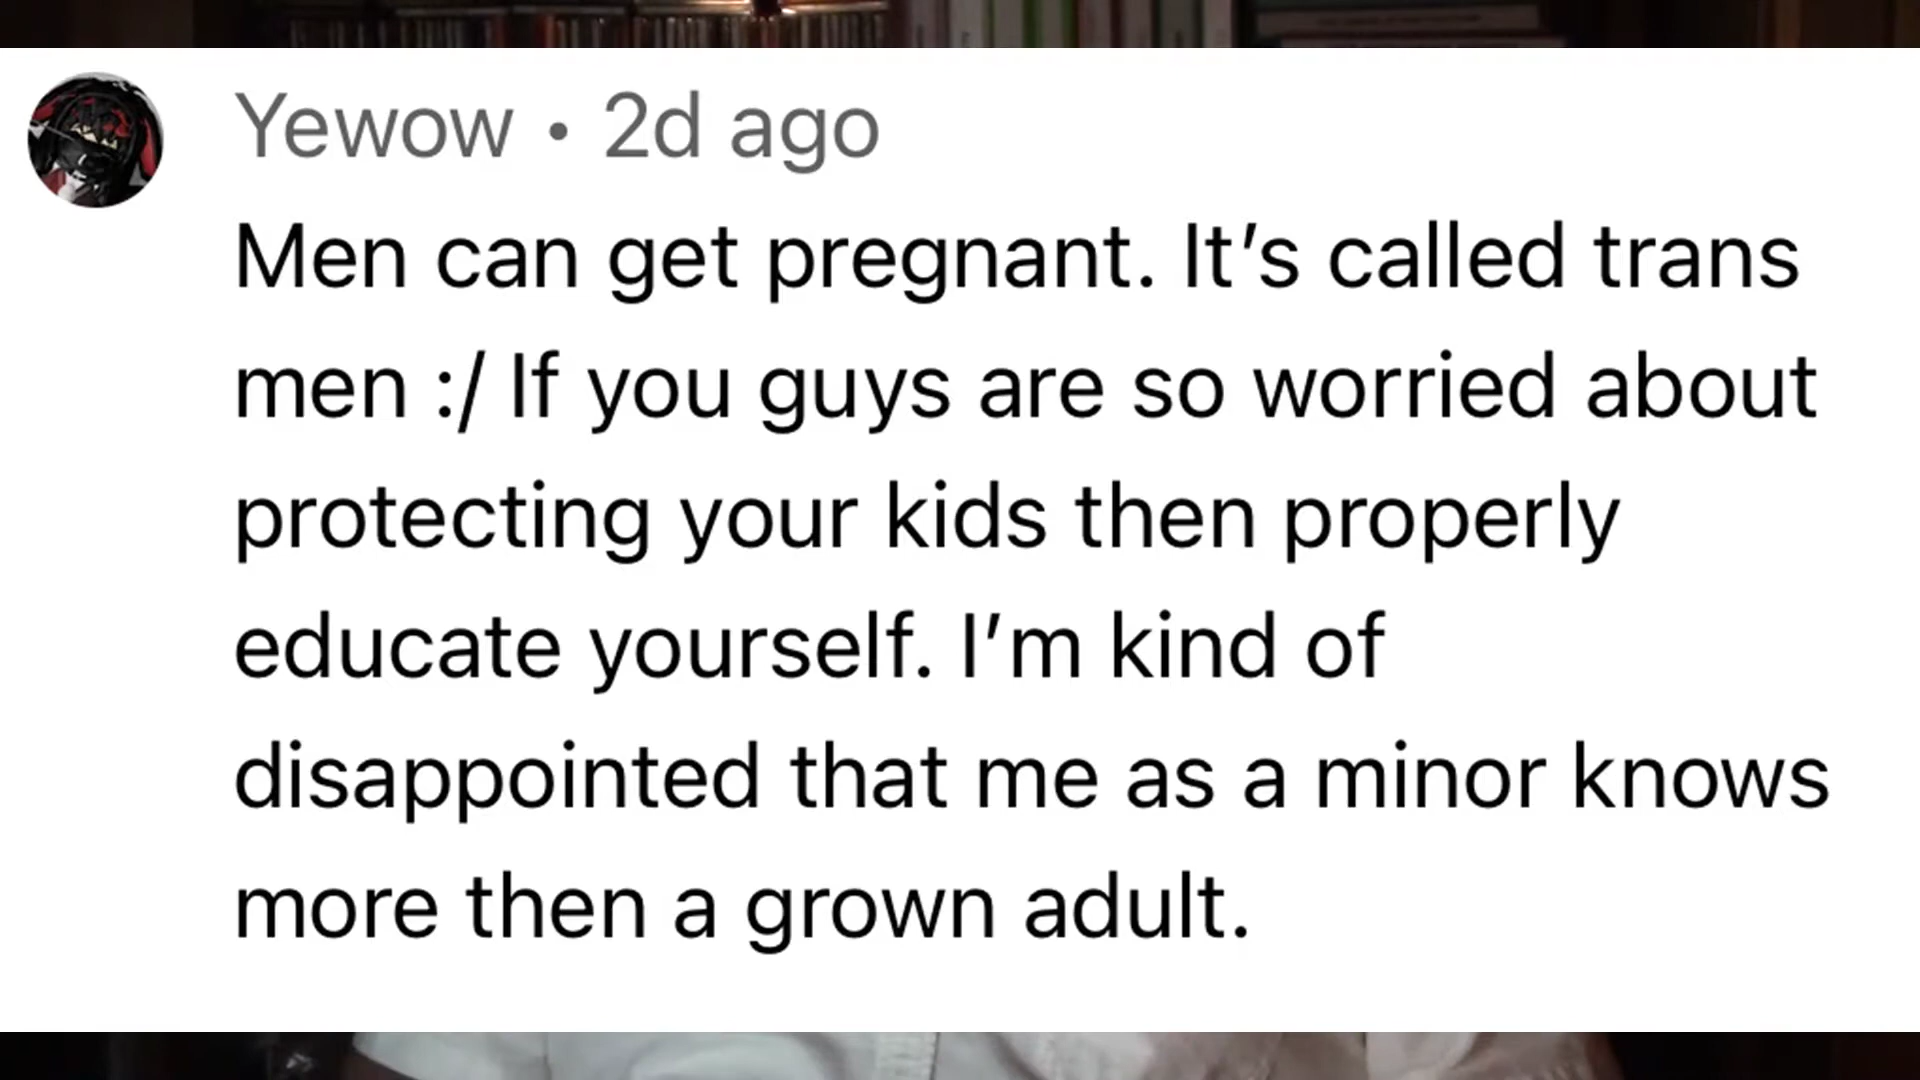 Yewow • 2d ago
Men can get pregnant. It’s called trans
men :/ If you guys are so worried about
protecting your kids then properly
educate yourself. I’m kind of
disappointed that me as a minor knows
more then a grown adult.